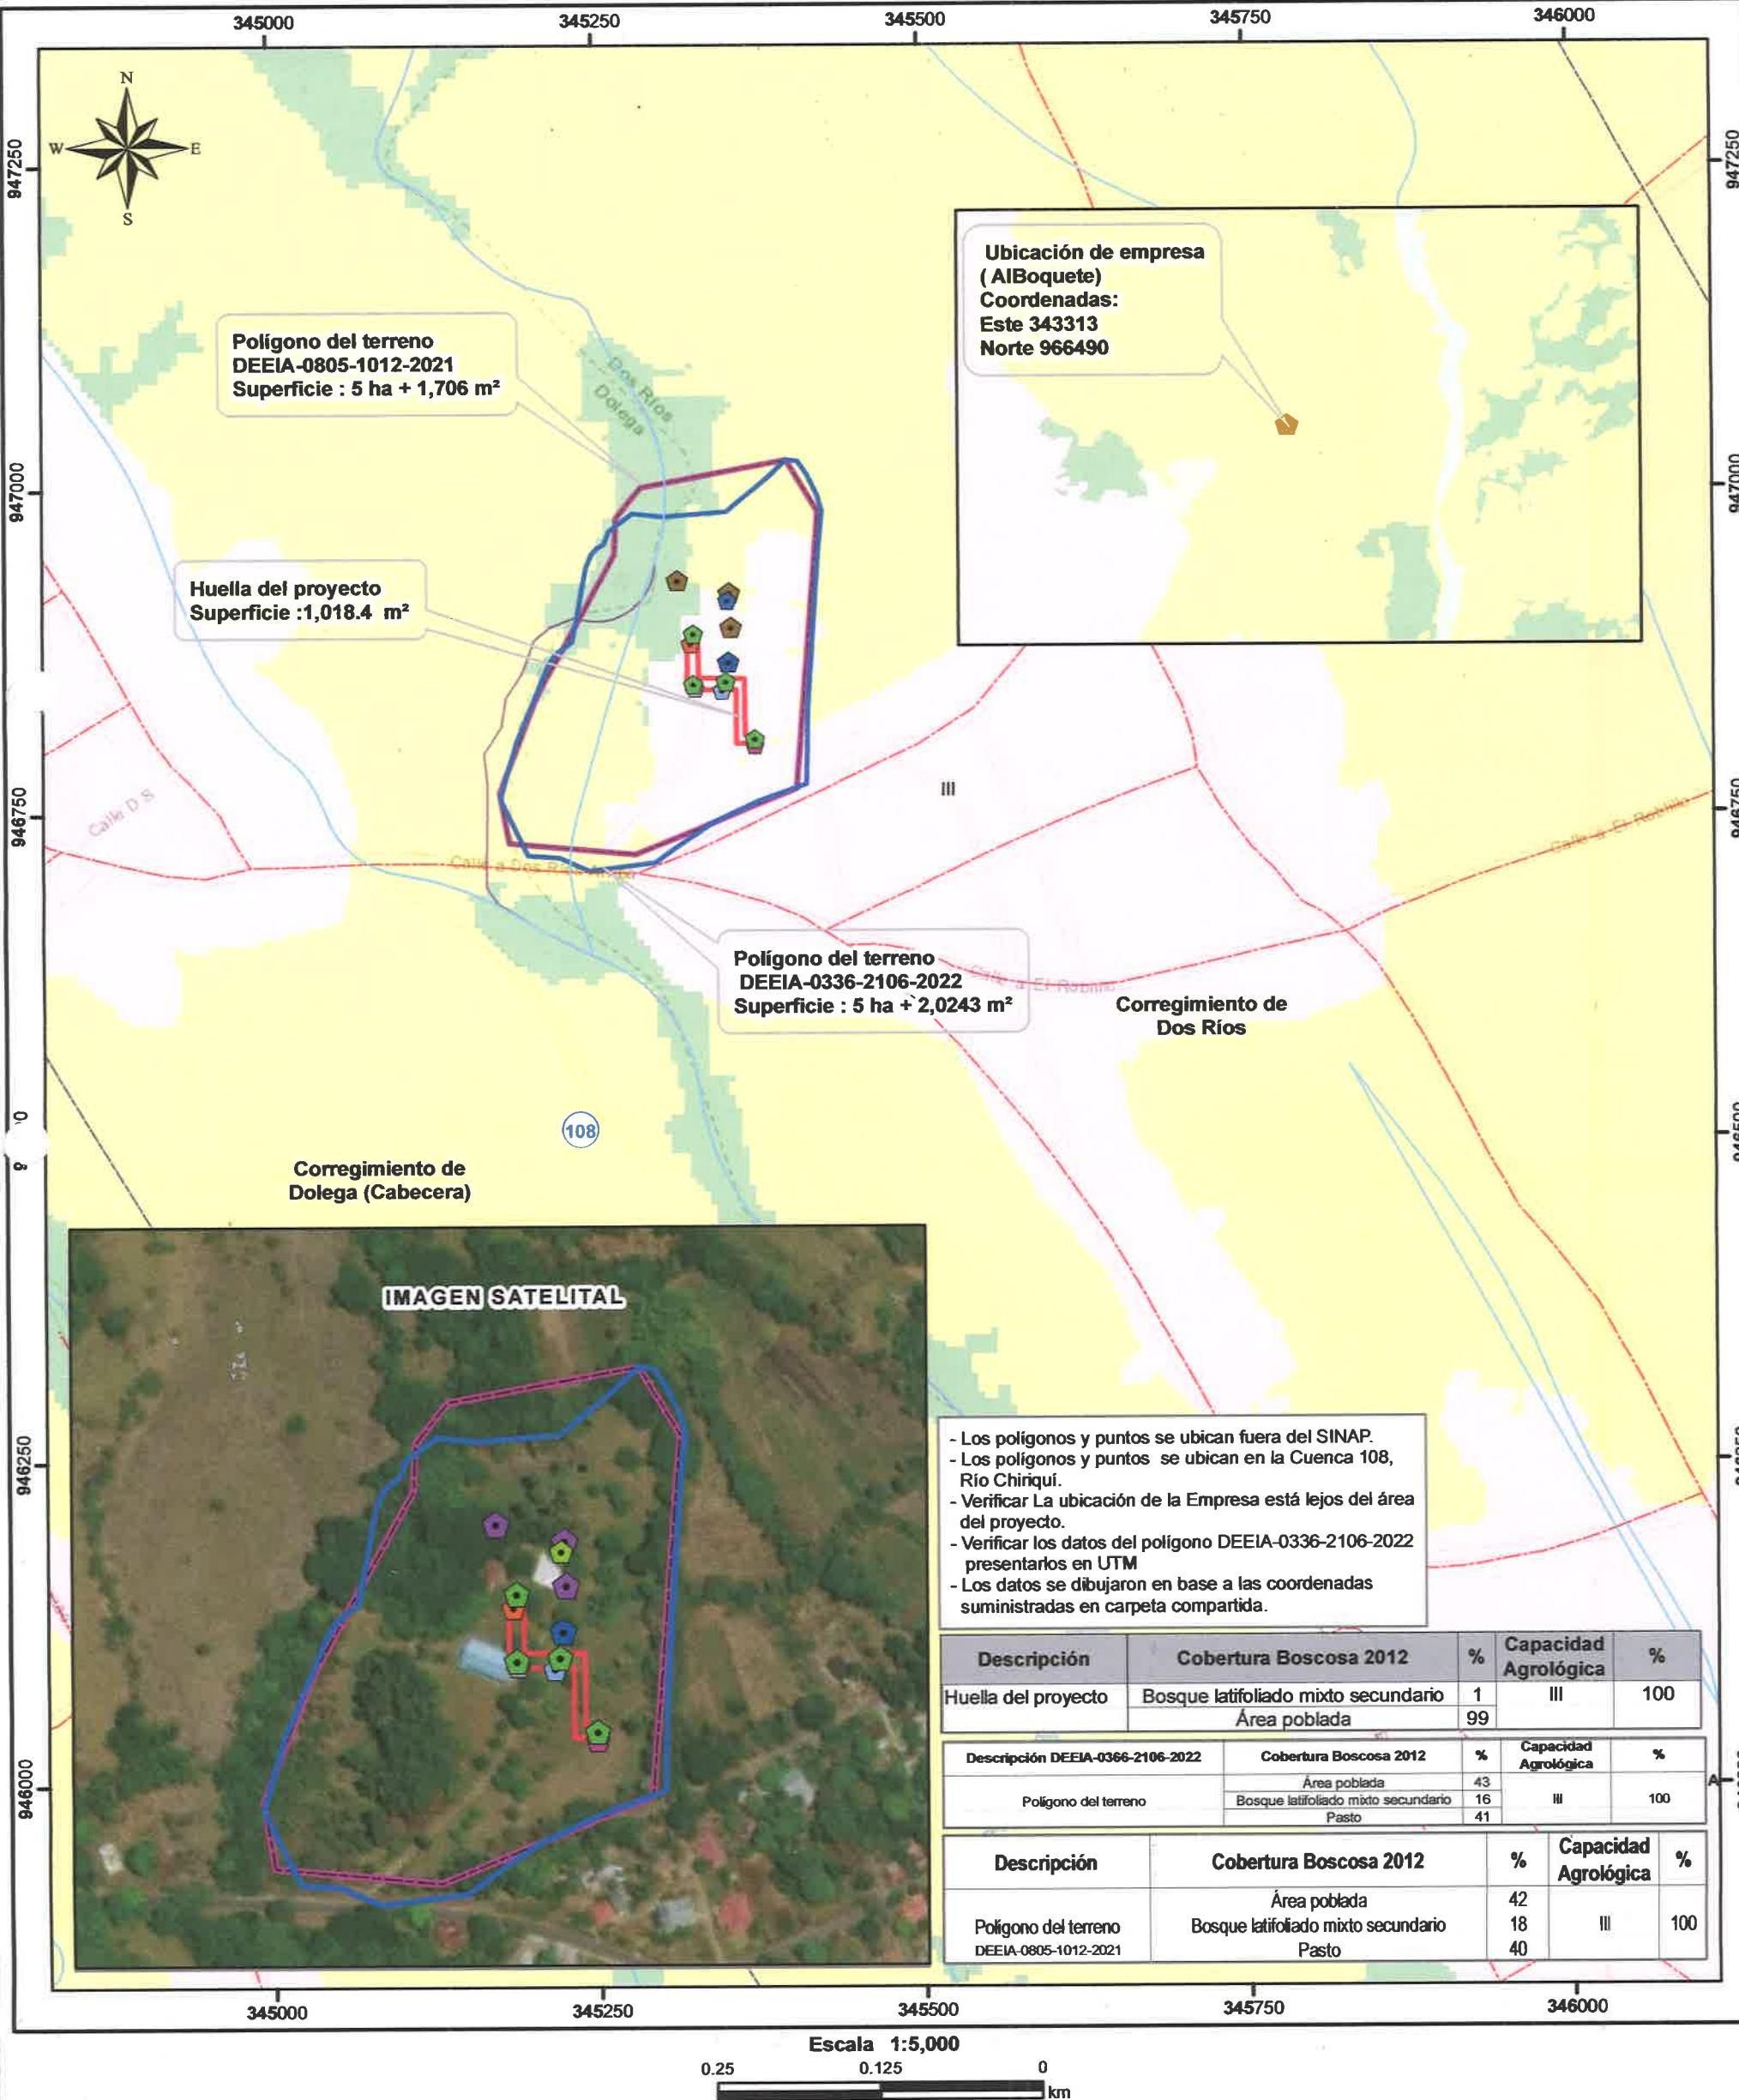 345000 345250 345500 345750 346000
N
W E
S
947250
947250
Ubicación de empresa
( AlBoquete)
Coordenadas:
Este 343313
Norte 966490
Polígono del terreno
DEEIA-0805-1012-2021
Superficie : 5 ha + 1,706 m²
Dos Ríos
Dolega
947000
947000
Huella del proyecto
Superficie :1,018.4 m²
III
946750
946750
Calle D S
Calle a El Roblito
Calle a Dos Ríos
Polígono del terreno
DEEIA-0336-2106-2022
Superficie : 5 ha + 2,0243 m²
Calle a El Roblito
Corregimiento de
Dos Ríos
108
Corregimiento de
Dolega (Cabecera)
IMAGEN SATELITAL
946250
946000
- Los polígonos y puntos se ubican fuera del SINAP.
- Los polígonos y puntos se ubican en la Cuenca 108,
Río Chiriquí.
- Verificar La ubicación de la Empresa está lejos del área
del proyecto.
- Verificar los datos del polígono DEEIA-0336-2106-2022
presentarlos en UTM
- Los datos se dibujaron en base a las coordenadas
suministradas en carpeta compartida.
Descripción Cobertura Boscosa 2012 % Capacidad Agrológica %
Huella del proyecto Bosque latifoliado mixto secundario 1 III 100
Área poblada 99
Descripción DEEIA-0366-2106-2022 Cobertura Boscosa 2012 % Capacidad Agrológica %
Área poblada 43
Polígono del terreno Bosque latifoliado mixto secundario 16 III 100
Pasto 41
Descripción Cobertura Boscosa 2012 % Capacidad Agrológica %
Área poblada 42
Polígono del terreno Bosque latifoliado mixto secundario 18 III 100
DEEIA-0805-1012-2021 Pasto 40
345000 345250 345500 345750 346000
Escala 1:5,000
0.25 0.125 0
km